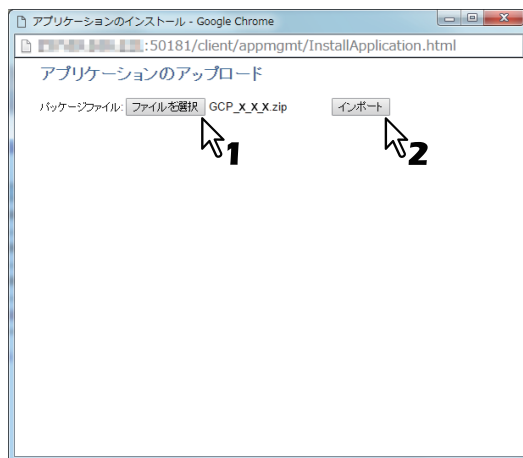 アプリケーションのインストール - Google Chrome
:50181/client/appmgmt/InstallApplication.html
アプリケーションのアップロード
パッケージファイル: ファイルを選択 GCP_X_X_X.zip インポート
1 2